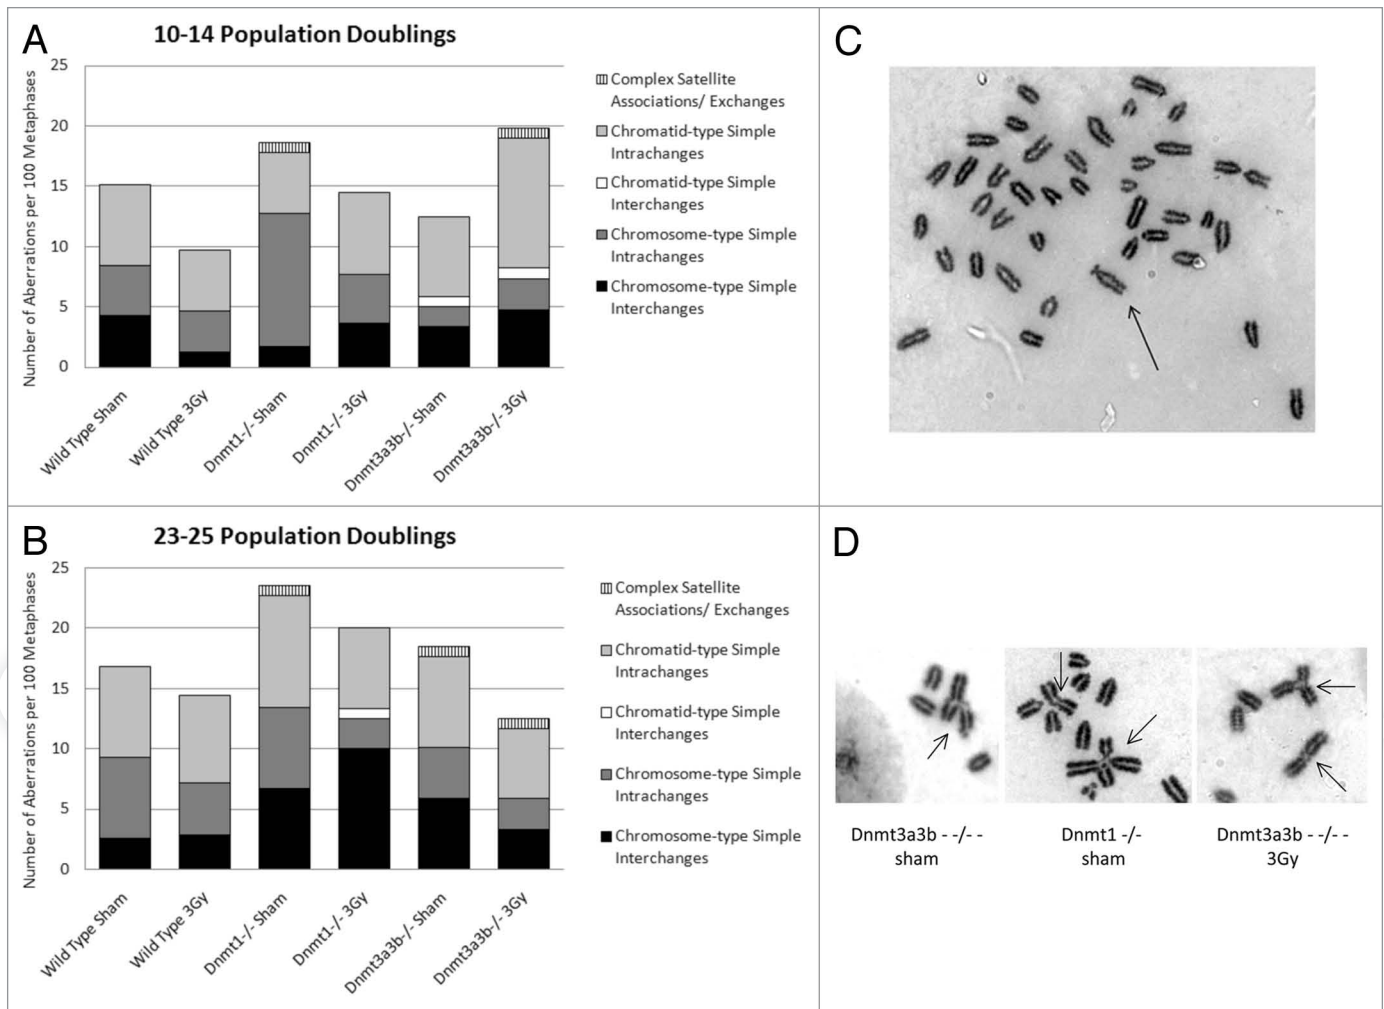 A
10-14 Population Doublings
Number of Aberrations per 100 Metaphases
25
20
15
10
5
0
Wild Type Sham
Wild Type 3Gy
Dnmt1-/- Sham
Dnmt1-/- 3Gy
Dnmt3a3b-/- Sham
Dnmt3a3b-/- 3Gy
Complex Satellite
Associations/ Exchanges
Chromatid-type Simple
Intrachanges
Chromatid-type Simple
Interchanges
Chromosome-type Simple
Intrachanges
Chromosome-type Simple
Interchanges
C
B
23-25 Population Doublings
Number of Aberrations per 100 Metaphases
25
20
15
10
5
0
Wild Type Sham
Wild Type 3Gy
Dnmt1-/- Sham
Dnmt1-/- 3Gy
Dnmt3a3b-/- Sham
Dnmt3a3b-/- 3Gy
Complex Satellite
Associations/ Exchanges
Chromatid-type Simple
Intrachanges
Chromatid-type Simple
Interchanges
Chromosome-type Simple
Intrachanges
Chromosome-type Simple
Interchanges
D
Dnmt3a3b - -/- -
sham
Dnmt1 -/-
sham
Dnmt3a3b - -/- -
3Gy